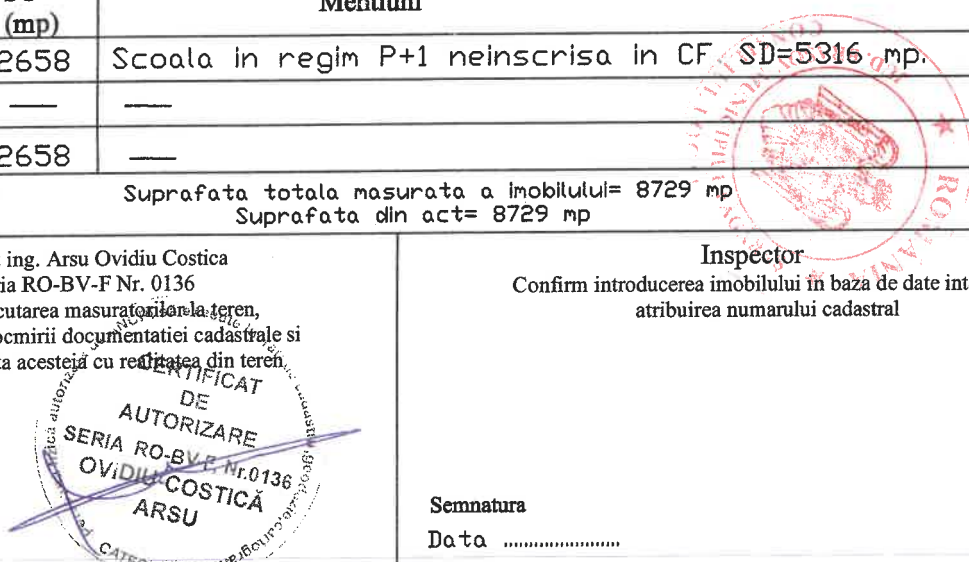 (mp) Mentiuni
2658 Scoala in regim P+1 neinscrisa in CF SD=5316 mp.
— —
2658 —
Suprafata totala masurata a imobilului= 8729 mp
Suprafata din act= 8729 mp
ing. Arsu Ovidiu Costica
RO-BV-F Nr. 0136
masuratorilor la teren,
documentatiei cadastrale si
acesteia cu realitatea din teren
CERTIFICAT
DE
AUTORIZARE
SERIA RO-BV-F, Nr.0136
OVIDIU COSTICĂ
ARSU
Inspector
Confirm introducerea imobilului in baza de date
atribuirea numarului cadastral
Semnatura
Data ......................
ROMANIA